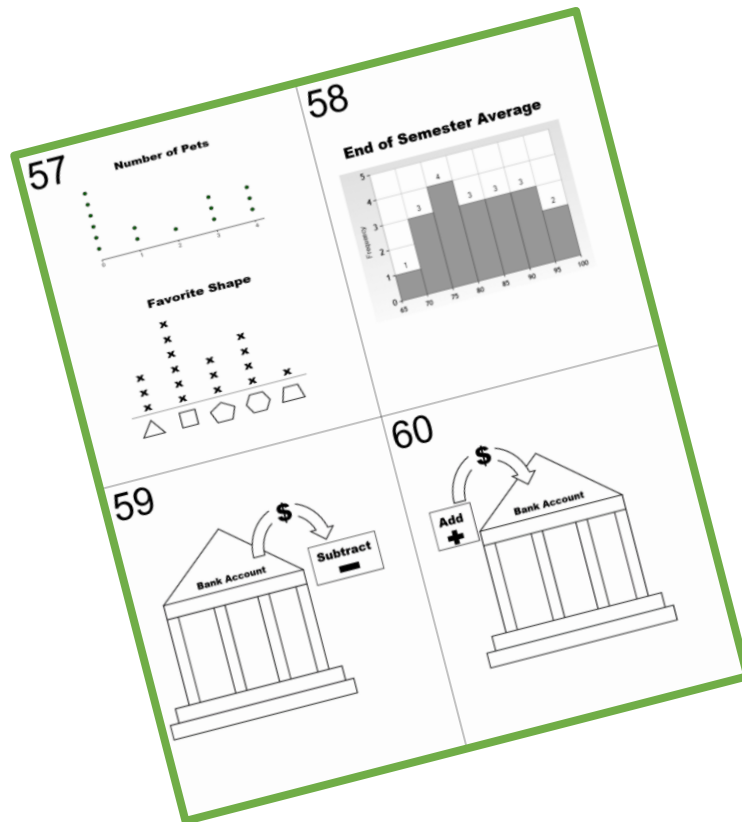 57
Number of Pets
0 1 2 3 4
Favorite Shape
58
End of Semester Average
Frequency
5
4
3
2
1
0
1 3 4 3 3 3 2
65 70 75 80 85 90 95 100
59
$
Subtract
Bank Account
60
$
Add
Bank Account